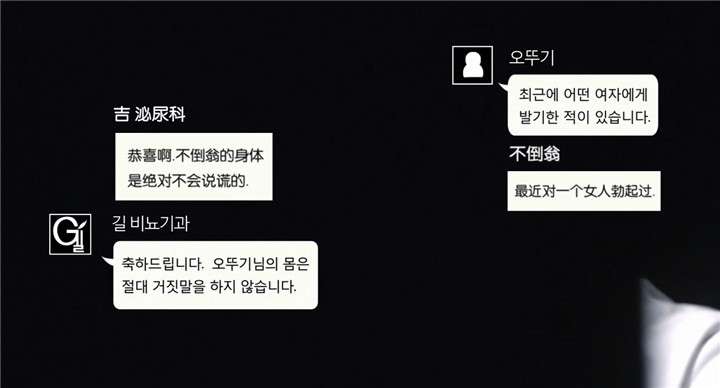 오뚜기
최근에 어떤 여자에게
발기한 적이 있습니다.
不倒翁
最近对一个女人勃起过.
吉 泌尿科
恭喜啊.不倒翁的身体
是绝对不会说谎的.
G길
길 비뇨기과
축하드립니다. 오뚜기님의 몸은
절대 거짓말을 하지 않습니다.